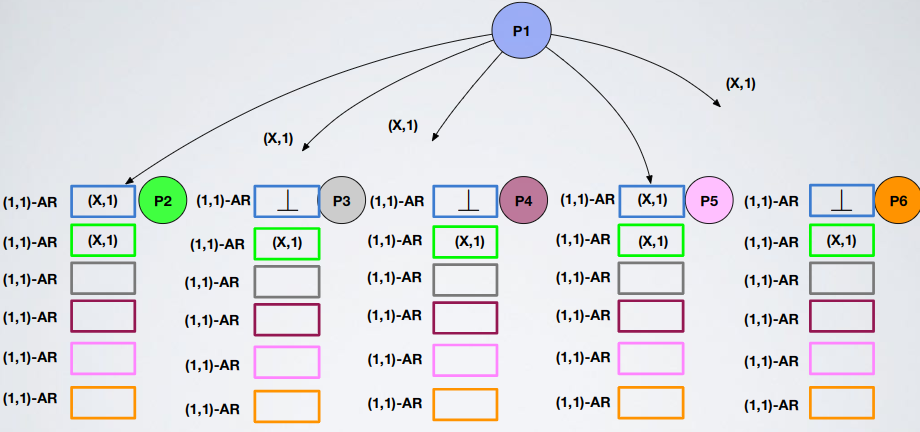 P1
(X,1)
(X,1)
(X,1)
(1,1)-AR (X,1) P2 (1,1)-AR ⊥ P3 (1,1)-AR ⊥ P4 (1,1)-AR (X,1) P5 (1,1)-AR ⊥ P6
(1,1)-AR (X,1) (1,1)-AR (X,1) (1,1)-AR (X,1) (1,1)-AR (X,1) (1,1)-AR (X,1)
(1,1)-AR (1,1)-AR (1,1)-AR (1,1)-AR (1,1)-AR
(1,1)-AR (1,1)-AR (1,1)-AR (1,1)-AR (1,1)-AR
(1,1)-AR (1,1)-AR (1,1)-AR (1,1)-AR (1,1)-AR
(1,1)-AR (1,1)-AR (1,1)-AR (1,1)-AR (1,1)-AR